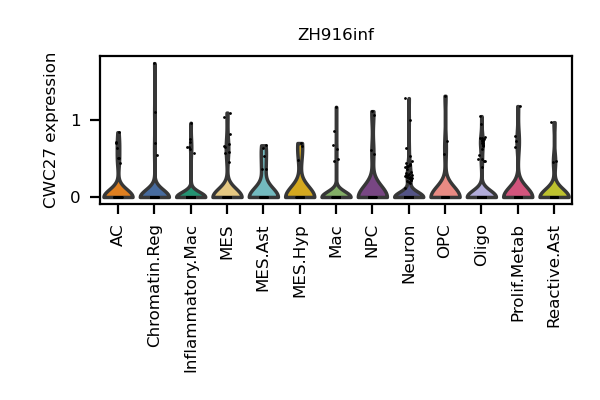 ZH916inf
CWC27 expression
1
0
AC
Chromatin.Reg
Inflammatory.Mac
MES
MES.Ast
MES.Hyp
Mac
NPC
Neuron
OPC
Oligo
Prolif.Metab
Reactive.Ast